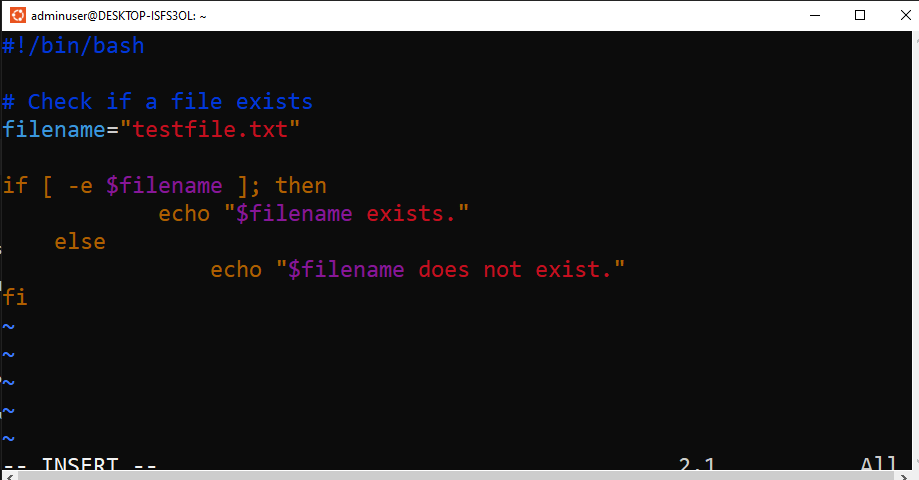 adminuser@DESKTOP-ISFS3OL: ~
#!/bin/bash
# Check if a file exists
filename="testfile.txt"
if [ -e $filename ]; then
echo "$filename exists."
else
echo "$filename does not exist."
fi
~
~
~
~
~
-- INSERT -- 2,1 All